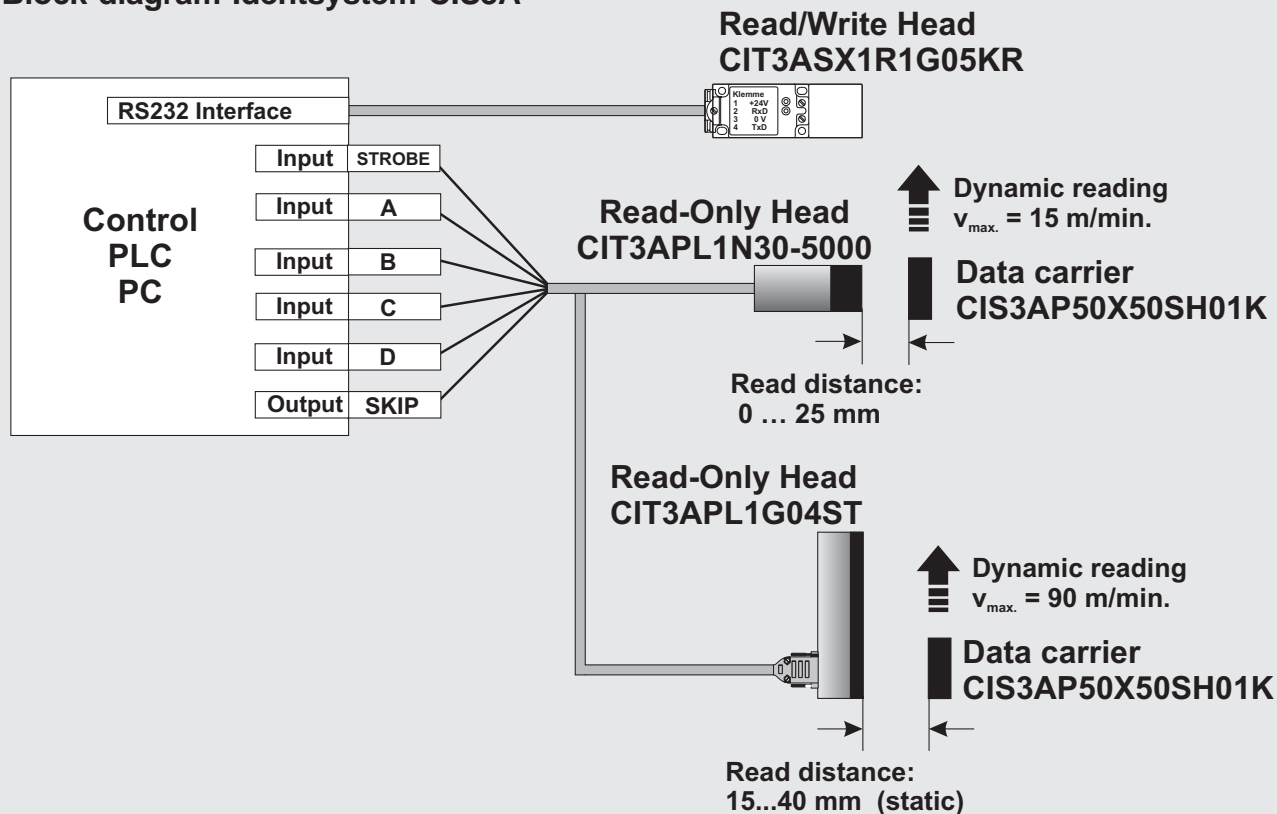 Block diagram Identsystem CIS3A
Read/Write Head
CIT3ASX1R1G05KR
RS232 Interface
Klemme
1 +24V
2 RxD
3 0 V
4 TxD
Input STROBE
Input A
Input B
Input C
Input D
Output SKIP
Control
PLC
PC
Read-Only Head
CIT3APL1N30-5000
Dynamic reading
vmax. = 15 m/min.
Data carrier
CIS3AP50X50SH01K
Read distance:
0 … 25 mm
Read-Only Head
CIT3APL1G04ST
Dynamic reading
vmax. = 90 m/min.
Data carrier
CIS3AP50X50SH01K
Read distance:
15...40 mm (static)